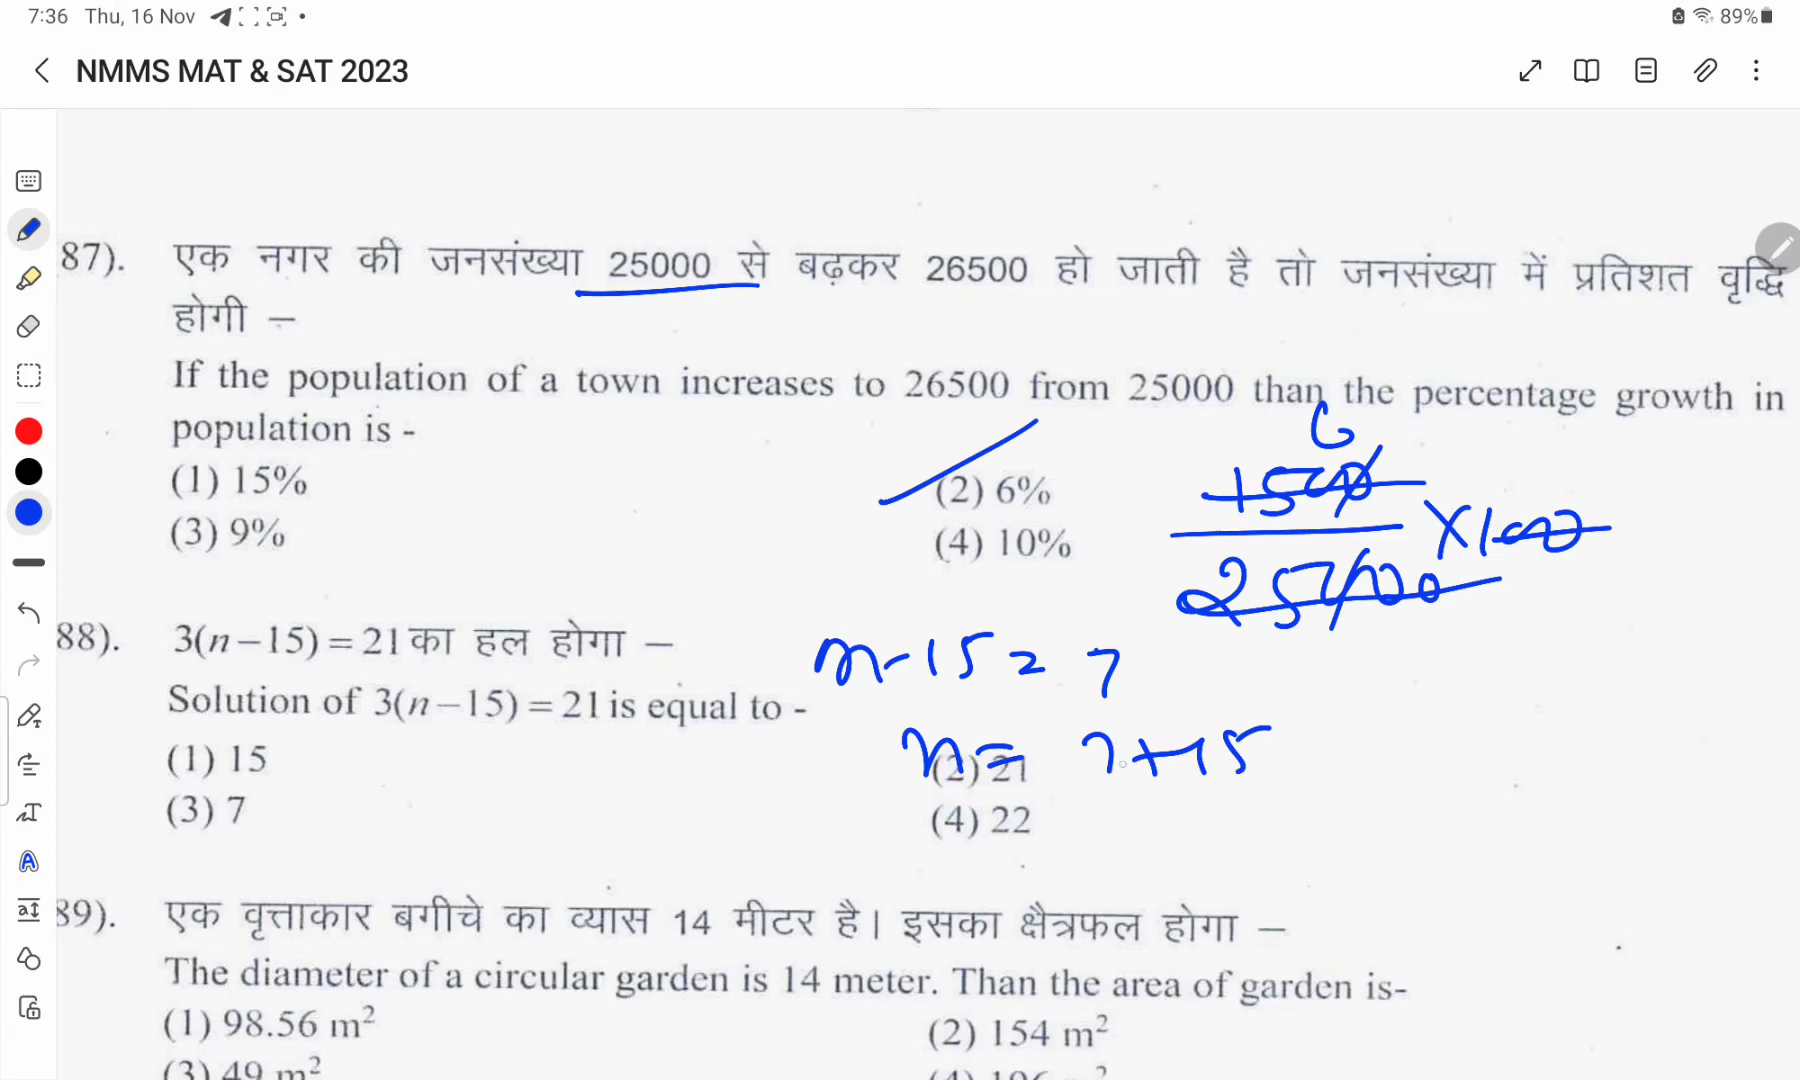 7:36 Thu, 16 Nov
89%
NMMS MAT & SAT 2023
87). एक नगर की जनसंख्या 25000 से बढ़कर 26500 हो जाती है तो जनसंख्या में प्रतिशत वृद्धि
होगी –
If the population of a town increases to 26500 from 25000 than the percentage growth in
population is -
(1) 15% (2) 6%
(3) 9% (4) 10%
6
1500
25000 ×100
88). 3(n–15) = 21 का हल होगा –
n-15 = 7
Solution of 3(n–15) = 21 is equal to -
n = 7+15
(1) 15 (2) 21
(3) 7 (4) 22
89). एक वृत्ताकार बगीचे का व्यास 14 मीटर है। इसका क्षैत्रफल होगा –
The diameter of a circular garden is 14 meter. Than the area of garden is-
(1) 98.56 m² (2) 154 m²
(3) 49 m²